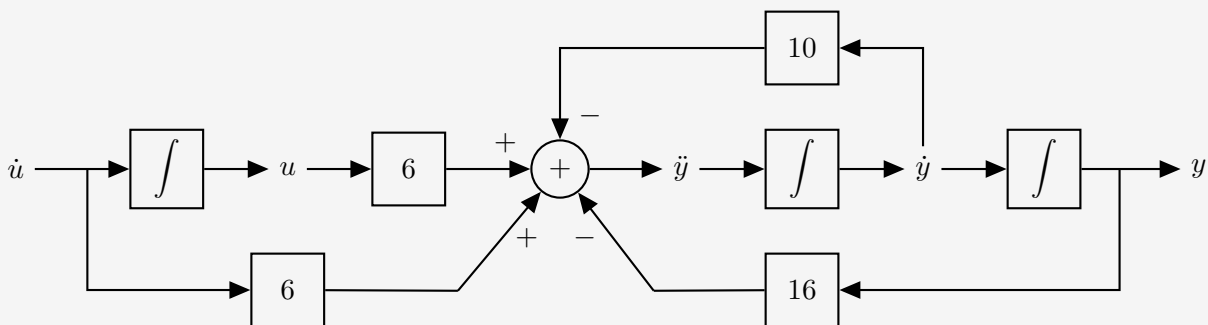 10
−
u̇ ∫ u 6 + + ÿ ∫ ẏ ∫ y
+ −
6 16